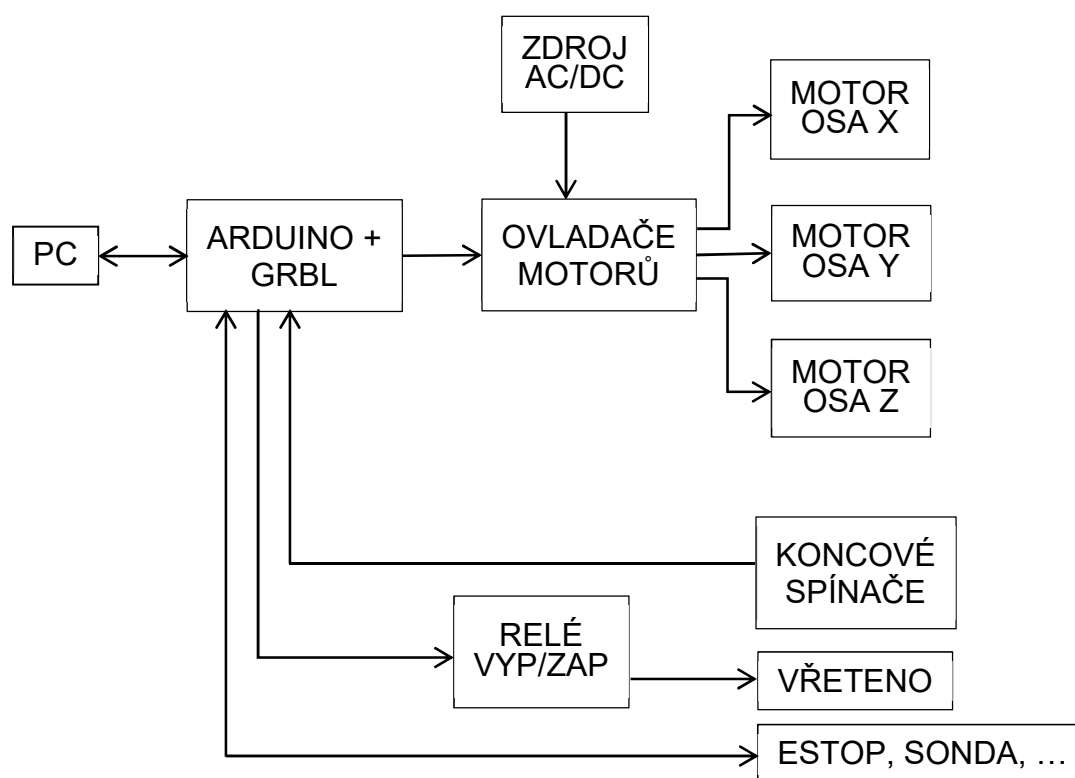 ZDROJ
AC/DC
MOTOR
OSA X
PC
ARDUINO +
GRBL
OVLADAČE
MOTORŮ
MOTOR
OSA Y
MOTOR
OSA Z
KONCOVÉ
SPÍNAČE
RELÉ
VYP/ZAP
VŘETENO
ESTOP, SONDA, …